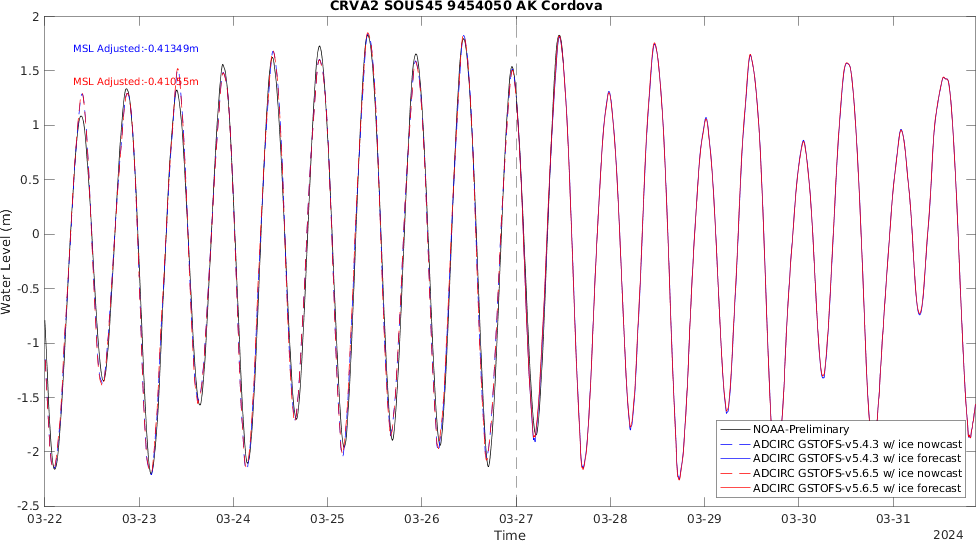 CRVA2 SOUS45 9454050 AK Cordova
2
1.5
1
0.5
0
-0.5
-1
-1.5
-2
-2.5
Water Level (m)
MSL Adjusted:-0.41349m
MSL Adjusted:-0.41055m
NOAA-Preliminary
ADCIRC GSTOFS-v5.4.3 w/ ice nowcast
ADCIRC GSTOFS-v5.4.3 w/ ice forecast
ADCIRC GSTOFS-v5.6.5 w/ ice nowcast
ADCIRC GSTOFS-v5.6.5 w/ ice forecast
03-22 03-23 03-24 03-25 03-26 03-27 03-28 03-29 03-30 03-31
Time
2024